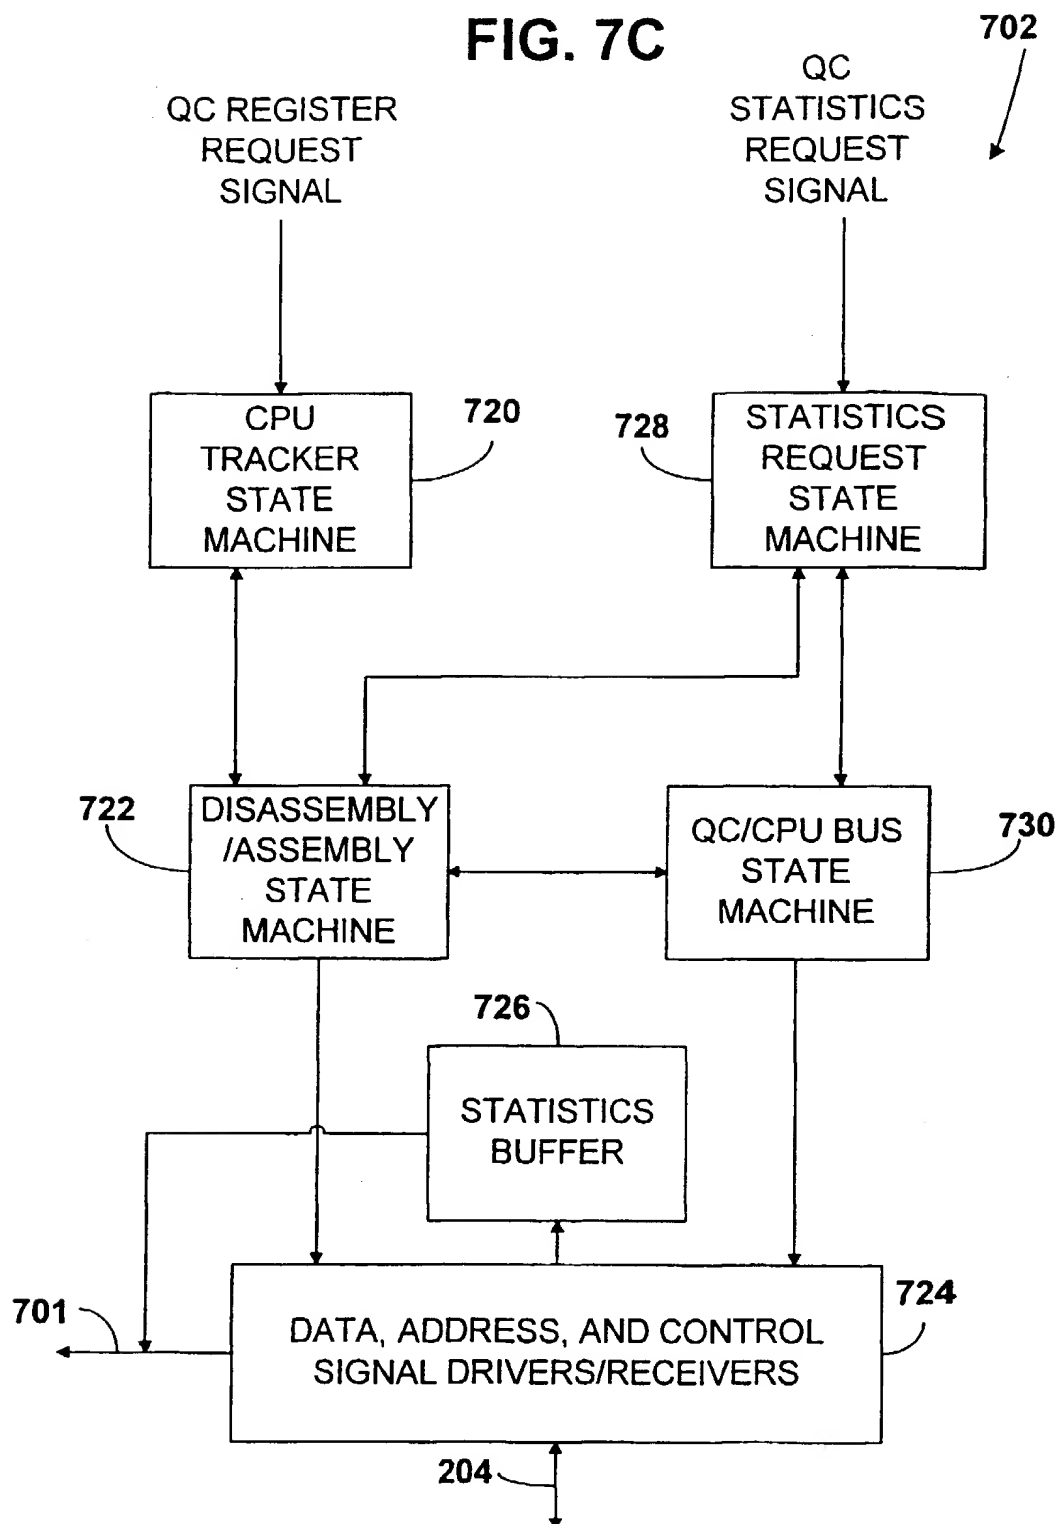 FIG. 7C
702
QC REGISTER
REQUEST
SIGNAL
QC
STATISTICS
REQUEST
SIGNAL
CPU
TRACKER
STATE
MACHINE
720
728
STATISTICS
REQUEST
STATE
MACHINE
722
DISASSEMBLY
/ASSEMBLY
STATE
MACHINE
QC/CPU BUS
STATE
MACHINE
730
726
STATISTICS
BUFFER
701
DATA, ADDRESS, AND CONTROL
SIGNAL DRIVERS/RECEIVERS
724
204